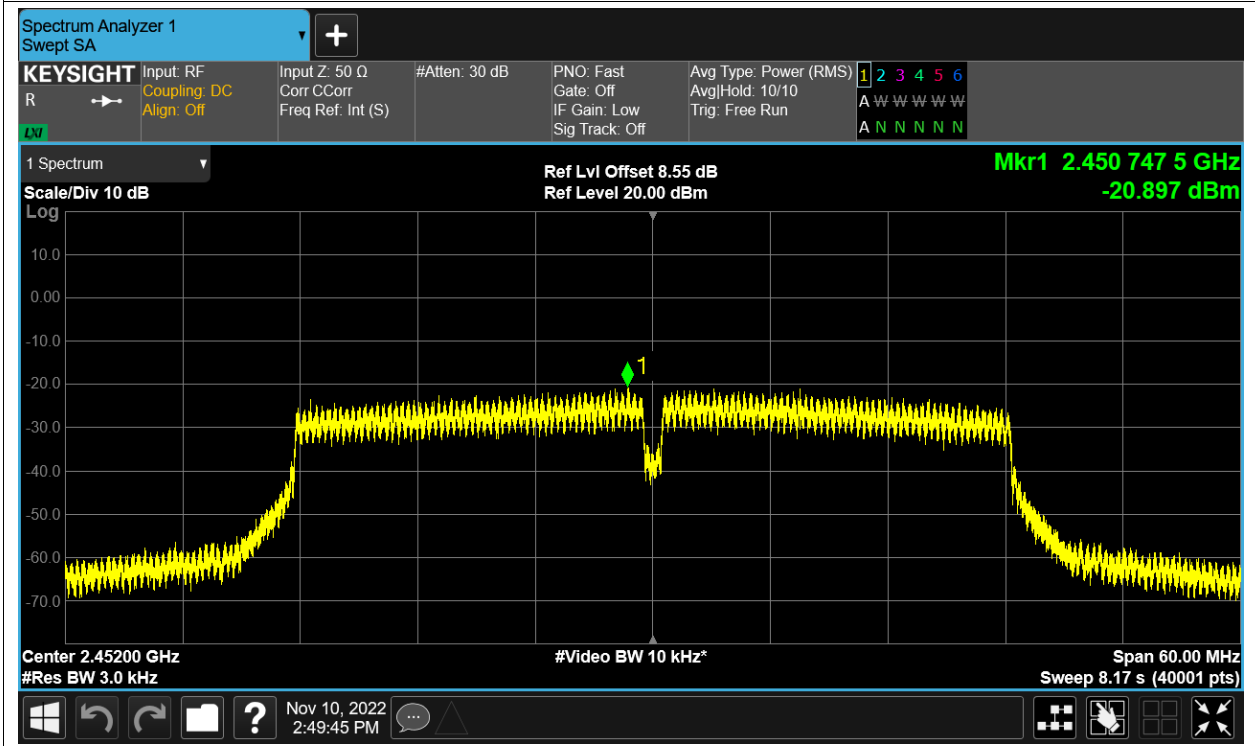 Spectrum Analyzer 1
Swept SA
KEYSIGHT
R
LXI
Input: RF
Coupling: DC
Align: Off
Input Z: 50 Ω
Corr CCorr
Freq Ref: Int (S)
#Atten: 30 dB
PNO: Fast
Gate: Off
IF Gain: Low
Sig Track: Off
Avg Type: Power (RMS)
Avg|Hold: 10/10
Trig: Free Run
1 2 3 4 5 6
A W W W W W
A N N N N N
1 Spectrum
Scale/Div 10 dB
Ref Lvl Offset 8.55 dB
Ref Level 20.00 dBm
Mkr1 2.450 747 5 GHz
-20.897 dBm
Log
10.0
0.00
-10.0
-20.0
-30.0
-40.0
-50.0
-60.0
-70.0
1
Center 2.45200 GHz
#Res BW 3.0 kHz
#Video BW 10 kHz*
Span 60.00 MHz
Sweep 8.17 s (40001 pts)
?
Nov 10, 2022
2:49:45 PM